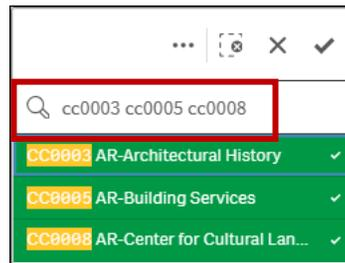 cc0003 cc0005 cc0008
CC0003 AR-Architectural History
CC0005 AR-Building Services
CC0008 AR-Center for Cultural Lan...